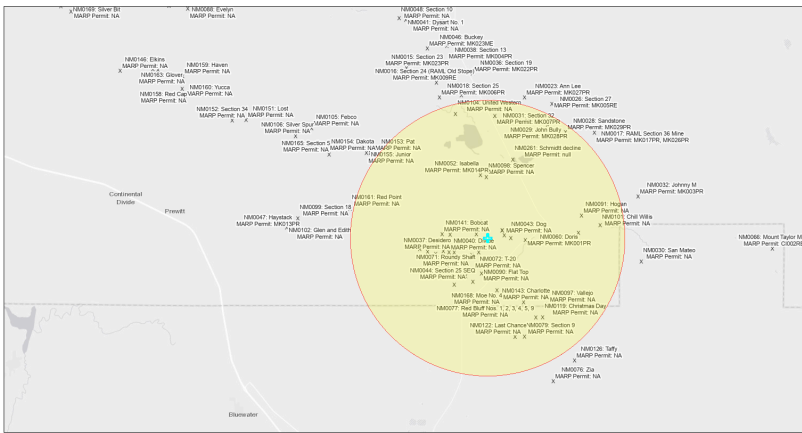 NM0169: Silver Bit
MARP Permit: NA
NM0088: Evelyn
MARP Permit: NA
NM0048: Section 10
MARP Permit: NA
NM0041: Dysart No. 1
MARP Permit: NA
NM0046: Buckey
MARP Permit: MK023ME
NM0038: Section 13
MARP Permit: MK004PR
NM0015: Section 23
MARP Permit: MK023PR
NM0036: Section 19
MARP Permit: MK022PR
NM0016: Section 24 (RAML Old Stope)
MARP Permit: MK009RE
NM0146: Elkins
MARP Permit: NA
NM0159: Haven
MARP Permit: NA
NM0163: Glover
MARP Permit: NA
NM0160: Yucca
MARP Permit: NA
NM0158: Red Cap
MARP Permit: NA
NM0018: Section 25
MARP Permit: MK006PR
NM0023: Ann Lee
MARP Permit: MK027PR
NM0026: Section 27
MARP Permit: MK005RE
NM0152: Section 34
MARP Permit: NA
NM0151: Lost
MARP Permit: NA
NM0105: Febco
MARP Permit: NA
NM0104: United Western
MARP Permit: NA
NM0031: Section 32
MARP Permit: MK007PR
NM0028: Sandstone
MARP Permit: MK029PR
NM0106: Silver Spur
MARP Permit: NA
NM0029: John Bully
MARP Permit: MK028PR
NM0017: RAML Section 36 Mine
MARP Permit: MK017PR, MK026PR
NM0165: Section 5
MARP Permit: NA
NM0154: Dakota
MARP Permit: NA
NM0153: Pat
MARP Permit: NA
NM0155: Junior
MARP Permit: NA
NM0261: Schmitt decline
MARP Permit: null
NM0052: Isabella
MARP Permit: MK014PR
NM0098: Spencer
MARP Permit: NA
Continental
Divide
Prewitt
NM0161: Red Point
MARP Permit: NA
NM0032: Johnny M
MARP Permit: MK003PR
NM0099: Section 18
MARP Permit: NA
NM0091: Hogan
MARP Permit: NA
NM0047: Haystack
MARP Permit: MK013PR
NM0101: Chill Willis
MARP Permit: NA
NM0102: Glen and Edith
MARP Permit: NA
NM0141: Bobcat
MARP Permit: NA
NM0043: Dog
MARP Permit: NA
NM0037: Desidero
MARP Permit: NA
MARP Permit: NA
NM0060: Doris
MARP Permit: MK001PR
NM0066: Mount Taylor M
MARP Permit: CI002RE
NM0030: San Mateo
MARP Permit: NA
NM0071: Roundy Shaft
MARP Permit: NA
NM0072: T-20
MARP Permit: NA
NM0044: Section 25 SEQ
MARP Permit: NA
NM0090: Flat Top
MARP Permit: NA
NM0168: Moe No. 4
MARP Permit: NA
NM0143: Charlotte
MARP Permit: NA
NM0097: Vallejo
MARP Permit: NA
NM0077: Red Bluff Nos. 1, 2, 3, 4, 5, 9
MARP Permit: NA
NM0119: Christmas Day
MARP Permit: NA
NM0122: Last Chance
MARP Permit: NA
NM0079: Section 9
MARP Permit: NA
NM0126: Taffy
MARP Permit: NA
NM0076: Zia
MARP Permit: NA
Bluewater